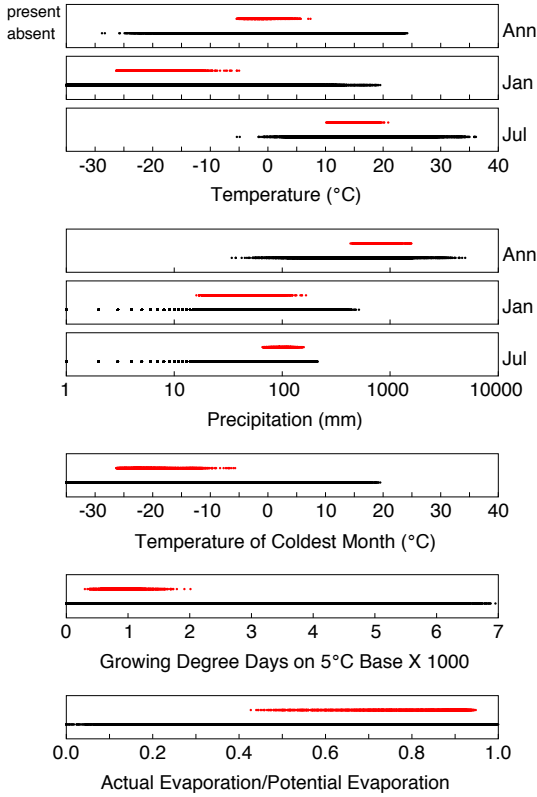 present
absent
Ann
Jan
Jul
-30 -20 -10 0 10 20 30 40
Temperature (°C)
Ann
Jan
Jul
1 10 100 1000 10000
Precipitation (mm)
-30 -20 -10 0 10 20 30 40
Temperature of Coldest Month (°C)
0 1 2 3 4 5 6 7
Growing Degree Days on 5°C Base X 1000
0.0 0.2 0.4 0.6 0.8 1.0
Actual Evaporation/Potential Evaporation